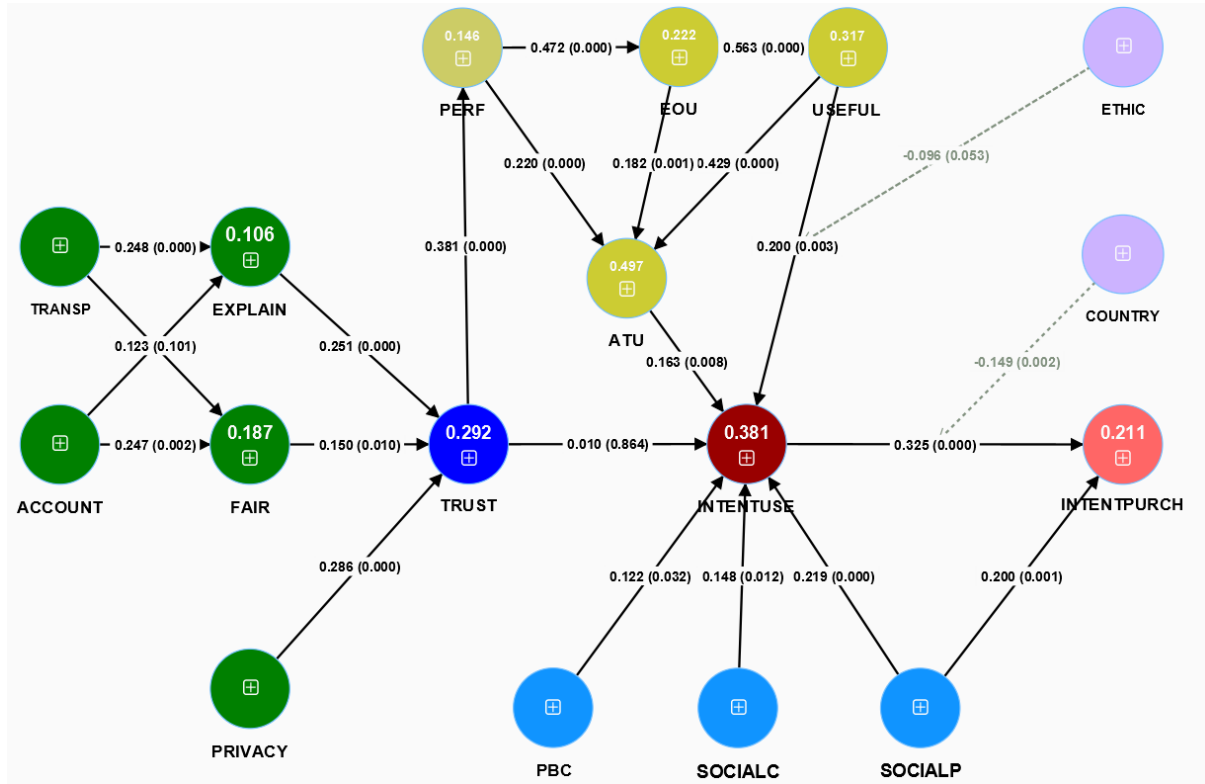 0.146
0.472 (0.000)
0.222
0.563 (0.000)
0.317
PERF
EOU
USEFUL
ETHIC
0.220 (0.000)
0.182 (0.001)
0.429 (0.000)
-0.096 (0.053)
0.248 (0.000)
0.106
0.381 (0.000)
0.497
0.200 (0.003)
TRANSP
EXPLAIN
ATU
COUNTRY
0.123 (0.101)
0.251 (0.000)
0.163 (0.008)
-0.149 (0.002)
0.247 (0.002)
0.187
0.150 (0.010)
0.292
0.010 (0.864)
0.381
0.325 (0.000)
0.211
ACCOUNT
FAIR
TRUST
INTENTUSE
INTENTPURCH
0.286 (0.000)
0.122 (0.032)
0.148 (0.012)
0.219 (0.000)
0.200 (0.001)
PRIVACY
PBC
SOCIALC
SOCIALP